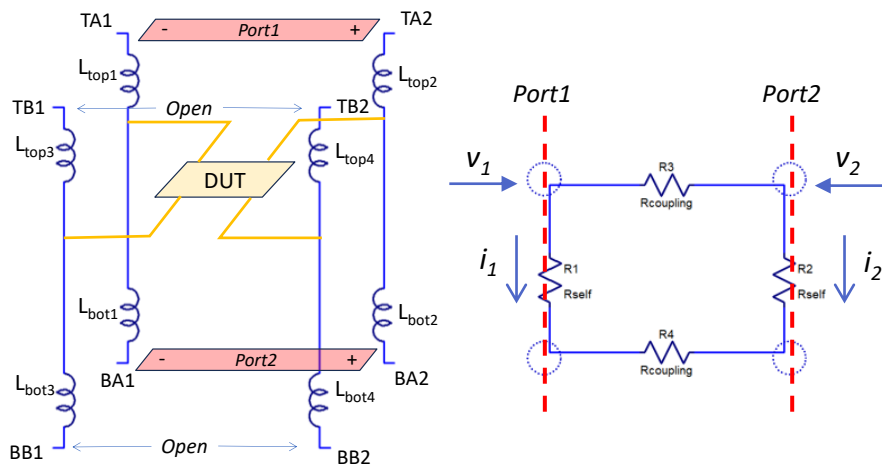 TA1
- Port1 +
TA2
Ltop1
Ltop2
TB1
Open
TB2
Ltop3
DUT
Ltop4
Lbot1
Lbot2
- Port2 +
BA1
BA2
Lbot3
Lbot4
BB1
Open
BB2
Port1
Port2
v1
v2
R3
Rcoupling
i1
R1
Rself
R2
Rself
i2
R4
Rcoupling